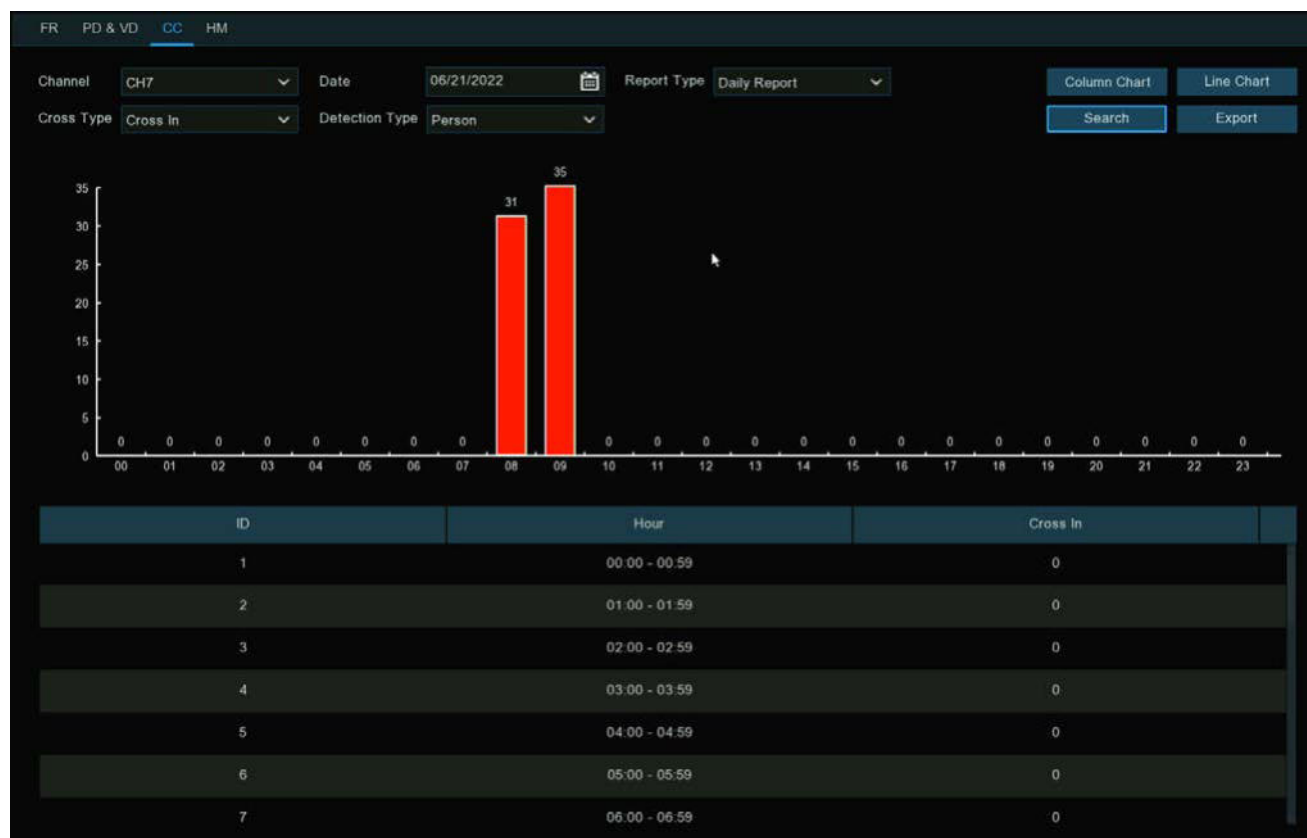 FR PD & VD CC HM
Channel CH7 Date 06/21/2022 Report Type Daily Report Column Chart Line Chart
Cross Type Cross In Detection Type Person Search Export
35
31
35
30
25
20
15
10
5
0
0 0 0 0 0 0 0 0 0 0 0 0 0 0 0 0 0 0 0 0 0 0
00 01 02 03 04 05 06 07 08 09 10 11 12 13 14 15 16 17 18 19 20 21 22 23
ID Hour Cross In
1 00:00 - 00:59 0
2 01:00 - 01:59 0
3 02:00 - 02:59 0
4 03:00 - 03:59 0
5 04:00 - 04:59 0
6 05:00 - 05:59 0
7 06:00 - 06:59 0